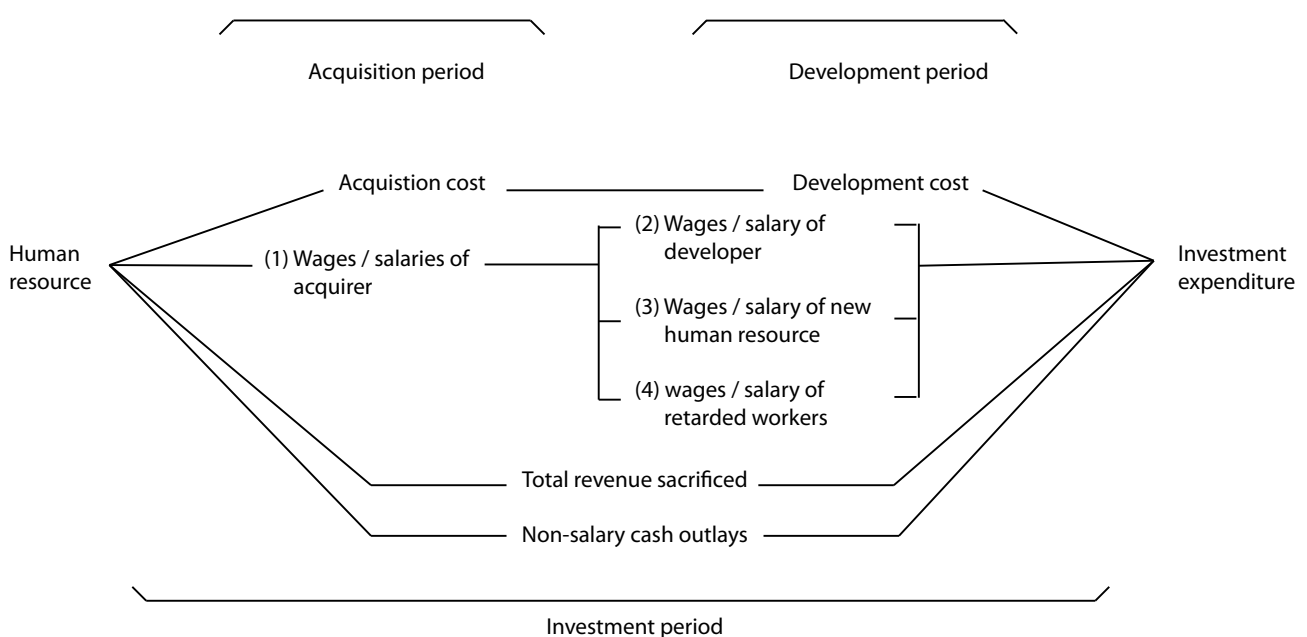 Acquisition period
Development period
Acquistion cost
Development cost
Human
resource
(1) Wages / salaries of
acquirer
(2) Wages / salary of
developer
(3) Wages / salary of new
human resource
(4) wages / salary of
retarded workers
Investment
expenditure
Total revenue sacrificed
Non-salary cash outlays
Investment period